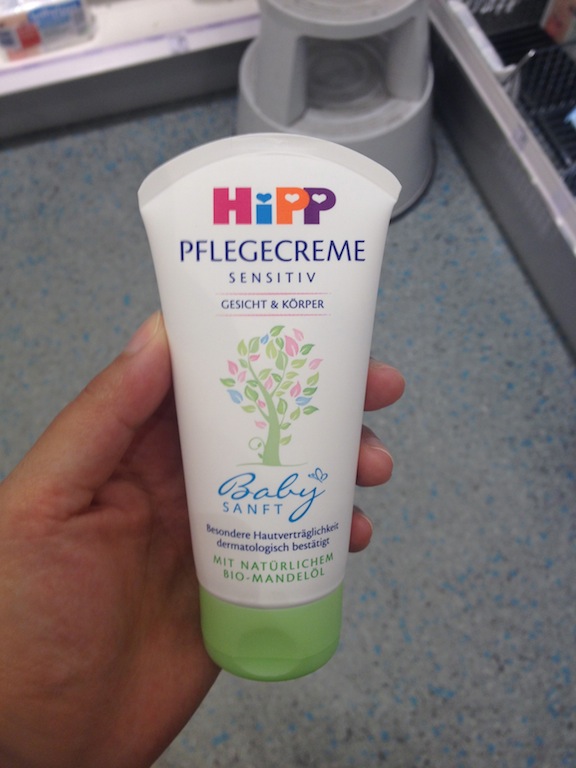 HiPP
PFLEGECREME
SENSITIV
GESICHT & KÖRPER
Baby
SANFT
Besondere Hautverträglichkeit
dermatologisch bestätigt
MIT NATÜRLICHEM
BIO-MANDELÖL